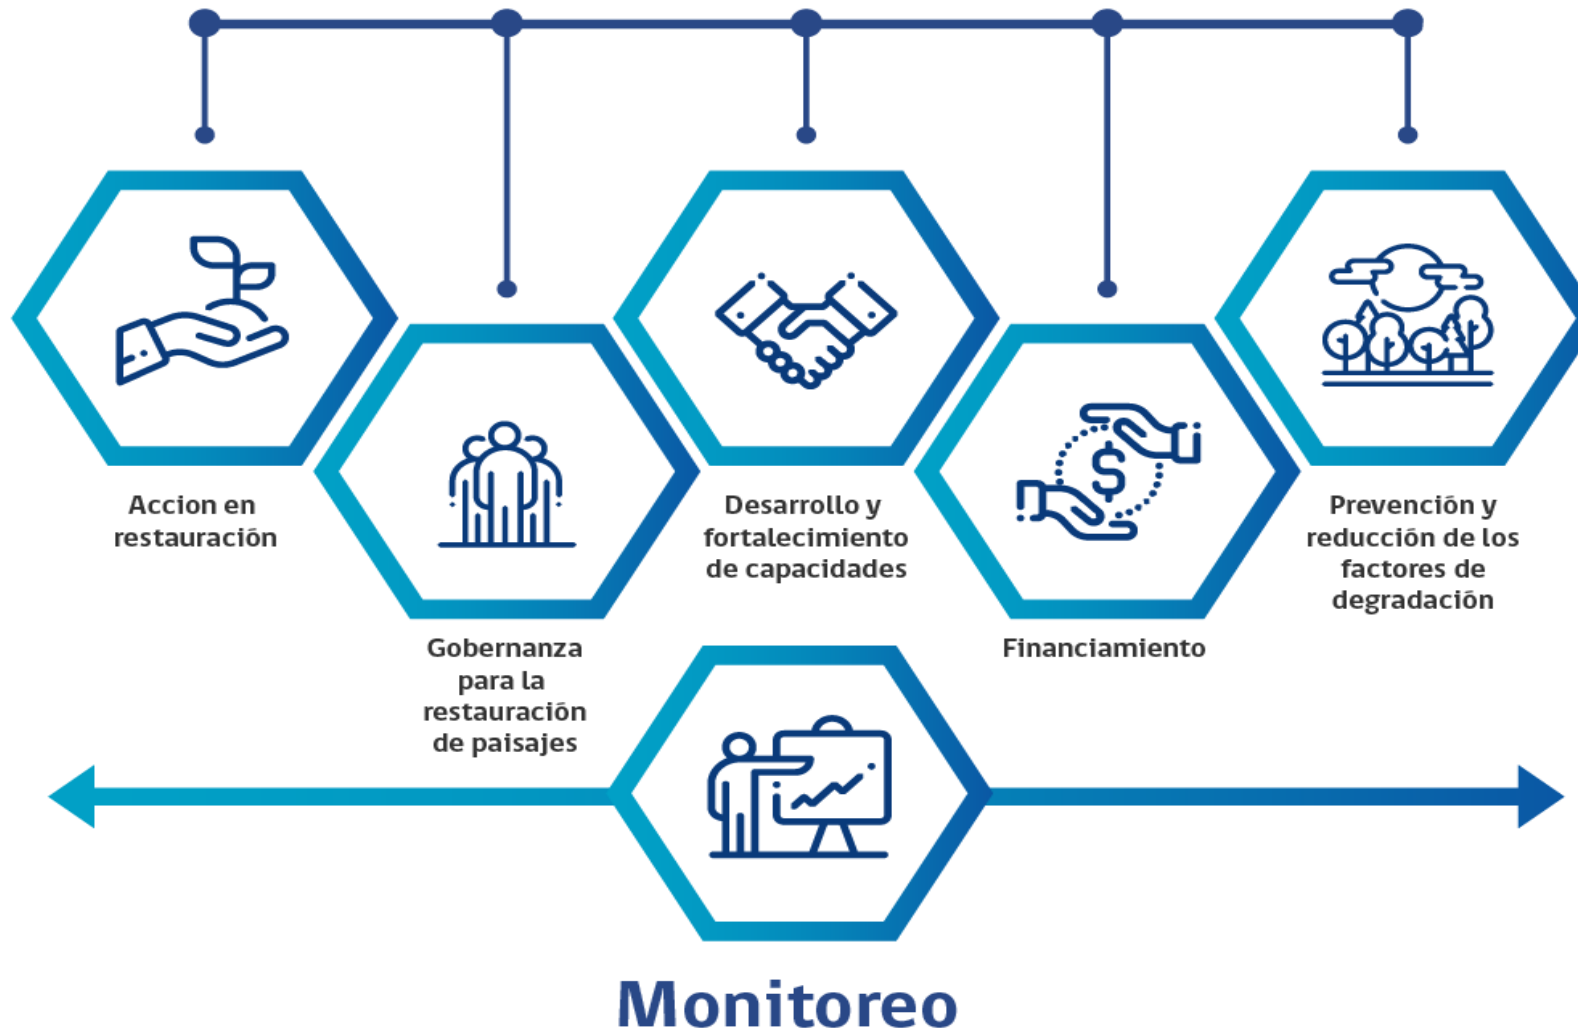 Accion en
restauración
Gobernanza
para la
restauración
de paisajes
Desarrollo y
fortalecimiento
de capacidades
$
Financiamiento
Prevención y
reducción de los
factores de
degradación
Monitoreo